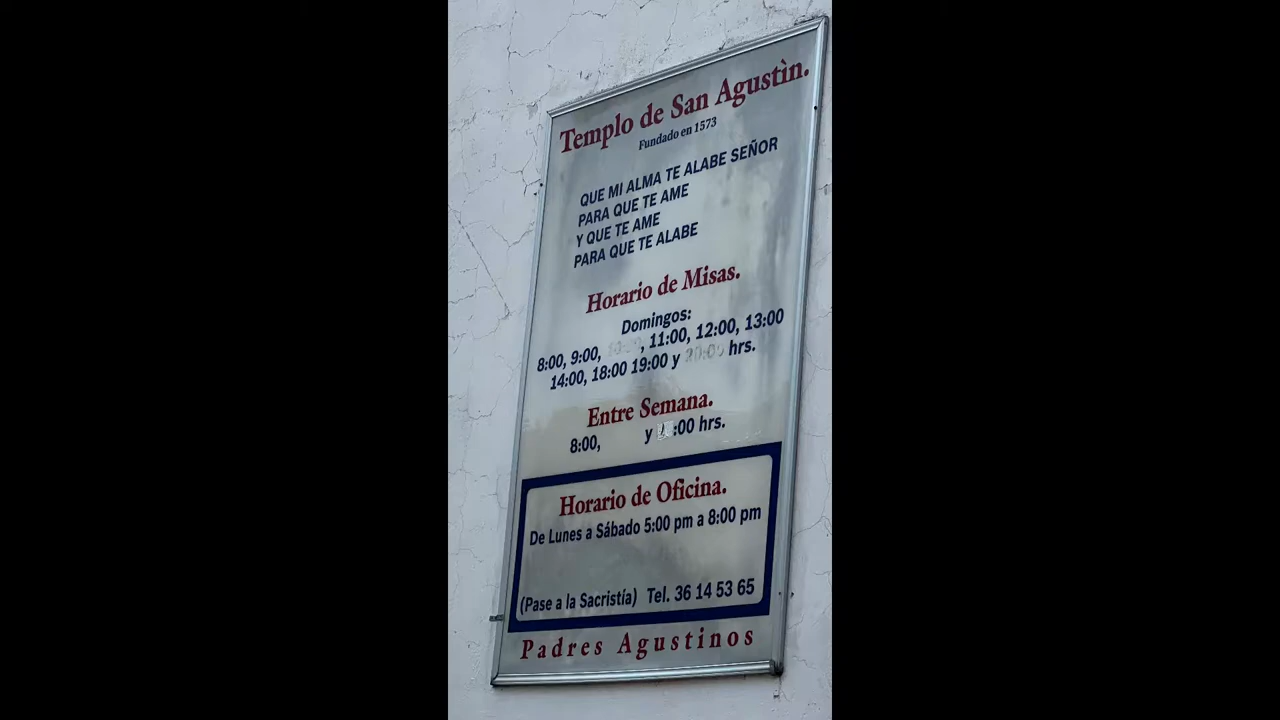 Templo de San Agustìn.
Fundado en 1573
QUE MI ALMA TE ALABE SEÑOR
PARA QUE TE AME
Y QUE TE AME
PARA QUE TE ALABE
Horario de Misas.
Domingos:
8:00, 9:00, , 11:00, 12:00, 13:00
14:00, 18:00 19:00 y 20:00 hrs.
Entre Semana.
8:00, y :00 hrs.
Horario de Oficina.
De Lunes a Sábado 5:00 pm a 8:00 pm
(Pase a la Sacristía) Tel. 36 14 53 65
Padres Agustinos